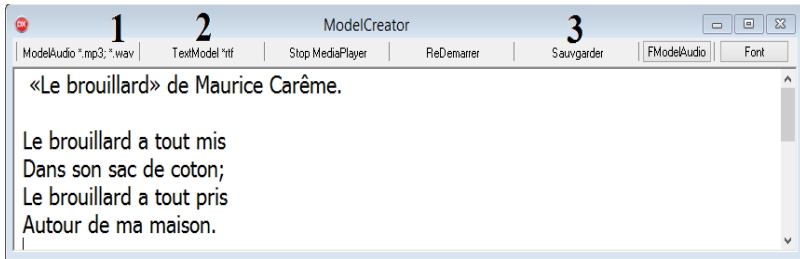 1 2 3
DX ModelCreator
ModelAudio *.mp3; *.wav TextModel *rtf Stop MediaPlayer ReDemarrer Sauvgarder FModelAudio Font
«Le brouillard» de Maurice Carême.
Le brouillard a tout mis
Dans son sac de coton;
Le brouillard a tout pris
Autour de ma maison.